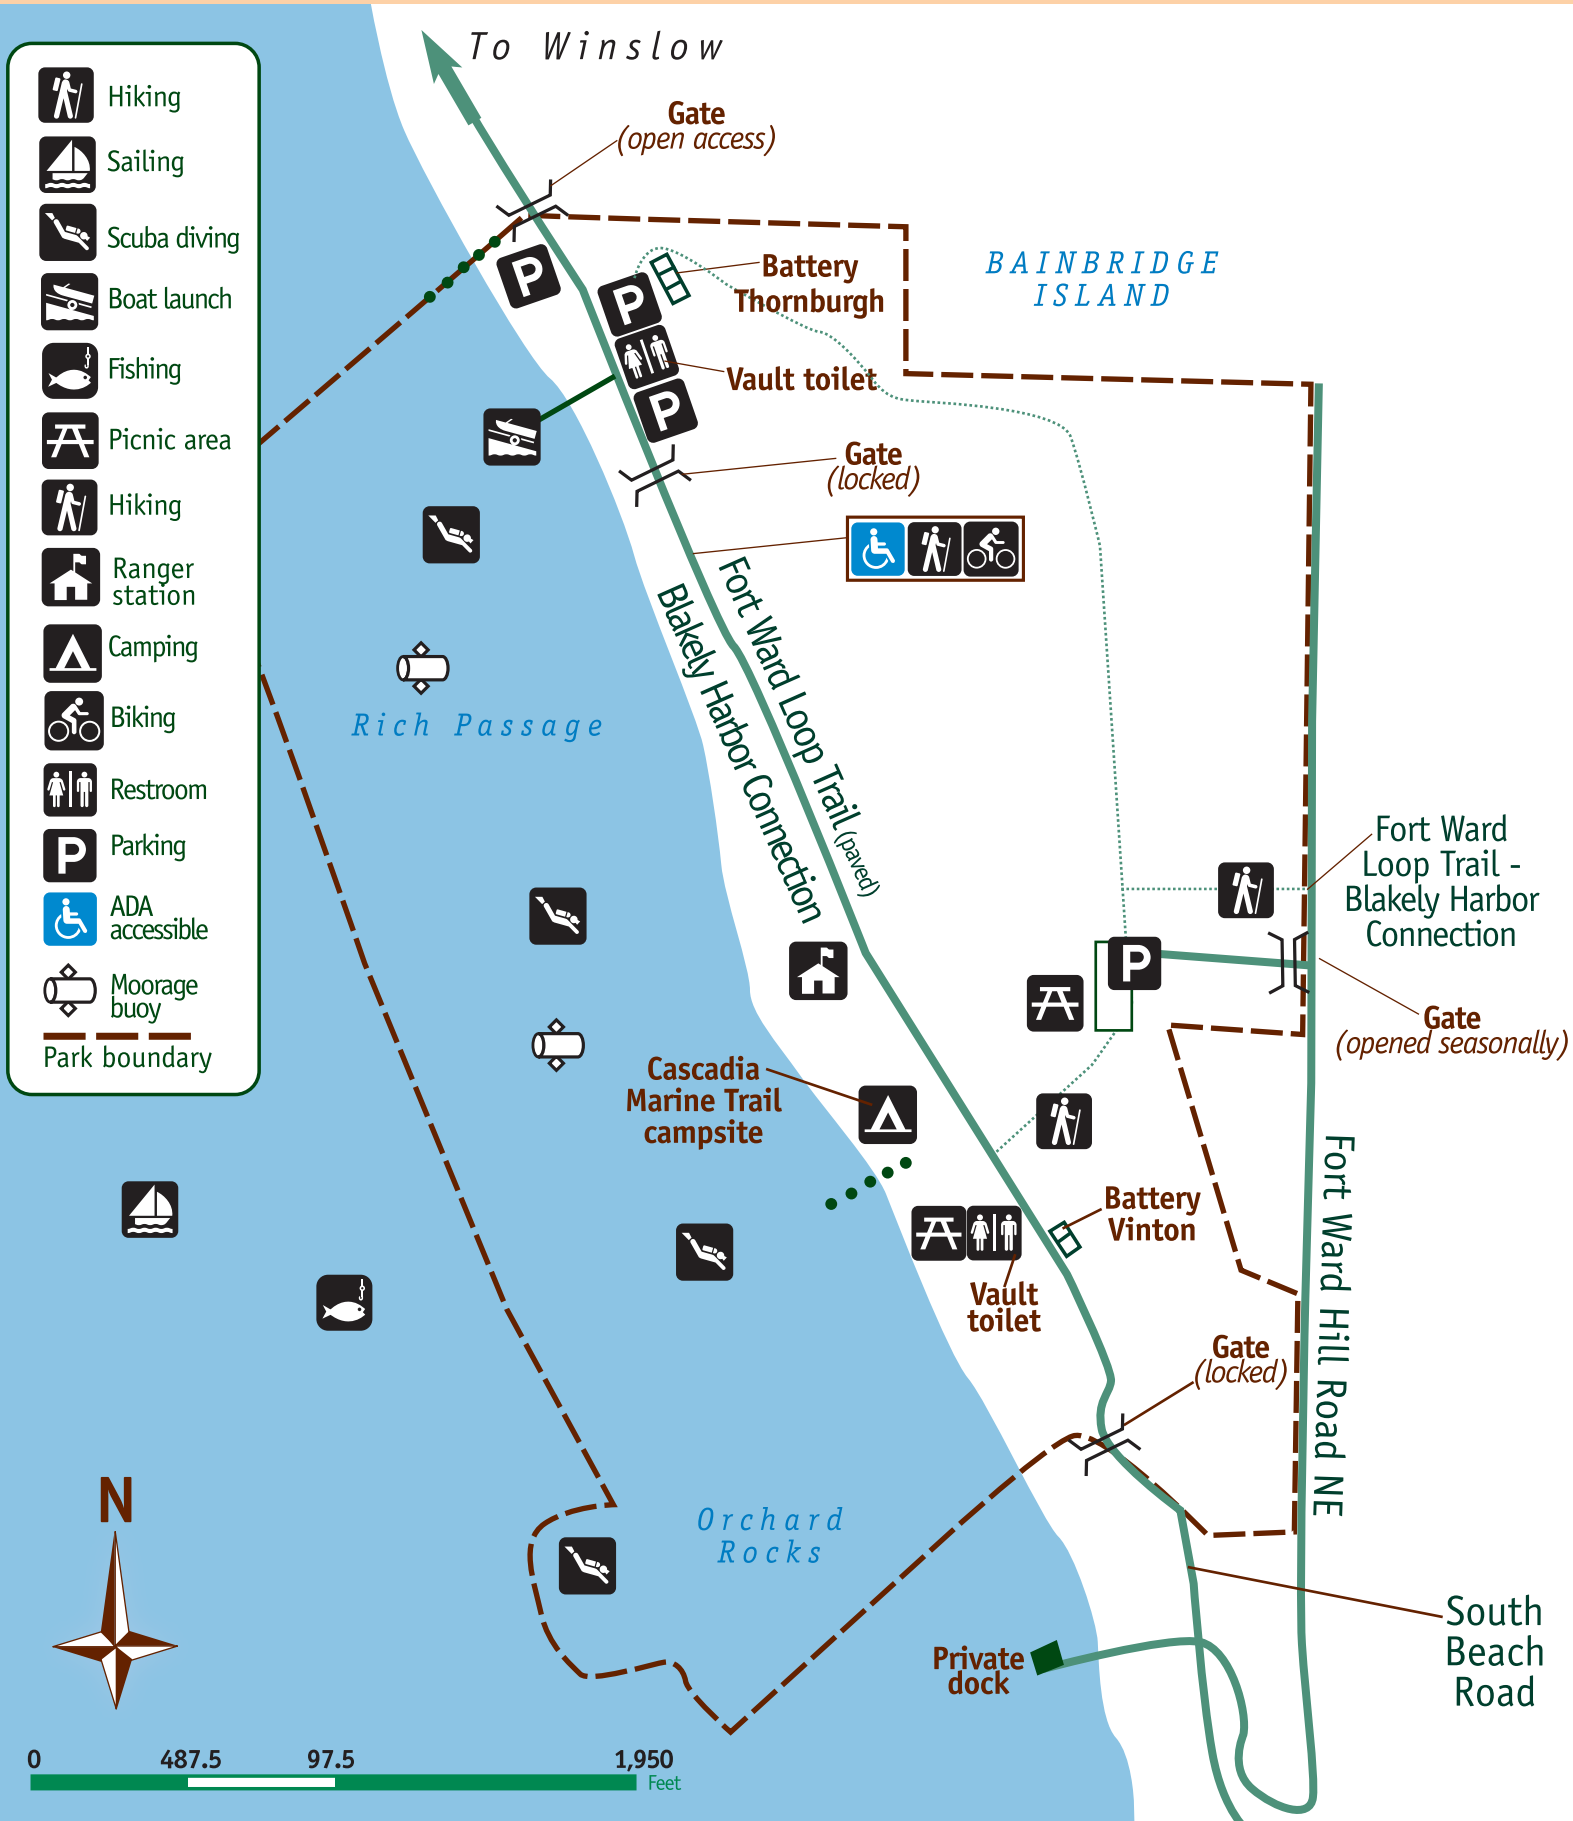 To Winslow
Gate
(open access)
Hiking
Sailing
Scuba diving
Boat launch
Fishing
Picnic area
Hiking
Ranger
station
Camping
Biking
Restroom
P
Parking
ADA
accessible
Moorage
buoy
Park boundary
P
P
P
Battery
Thornburgh
Vault toilet
BAINBRIDGE
ISLAND
Gate
(locked)
Fort Ward Loop Trail (paved)
Blakely Harbor Connection
Rich Passage
Fort Ward
Loop Trail -
Blakely Harbor
Connection
P
Gate
(opened seasonally)
Cascadia
Marine Trail
campsite
Battery
Vinton
Vault
toilet
Fort Ward Hill Road NE
Gate
(locked)
Orchard
Rocks
South
Beach
Road
Private
dock
N
0 487.5 97.5 1,950
Feet